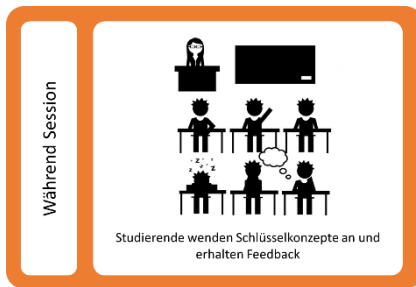 Während Session
Studierende wenden Schlüsselkonzepte an und
erhalten Feedback
z z z z